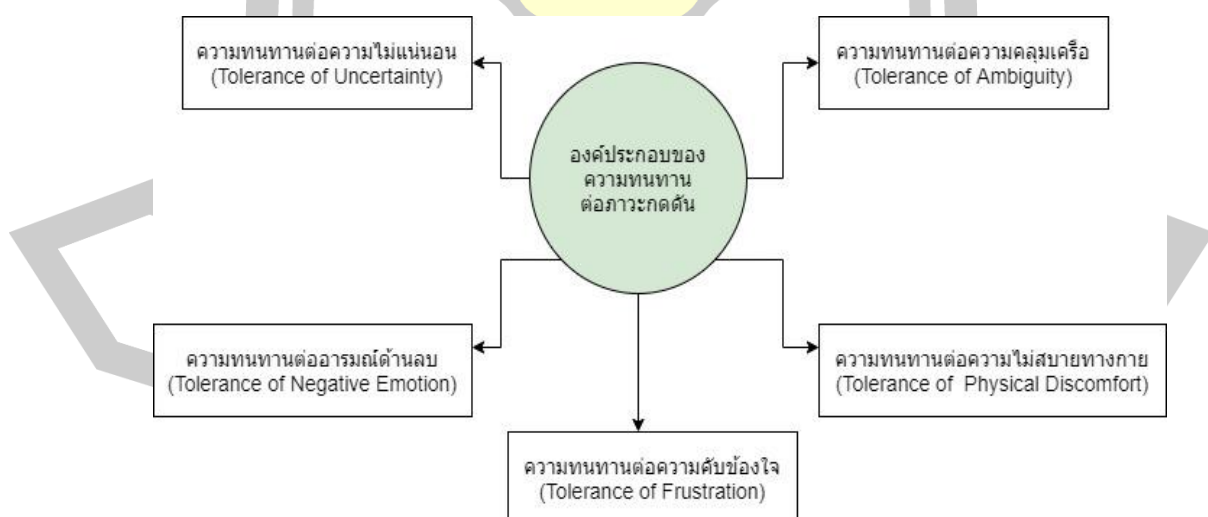 ความทนทานต่อความไม่แน่นอน
(Tolerance of Uncertainty)
ความทนทานต่อความคลุมเครือ
(Tolerance of Ambiguity)
องค์ประกอบของ
ความทนทาน
ต่อภาวะกดดัน
ความทนทานต่ออารมณ์ด้านลบ
(Tolerance of Negative Emotion)
ความทนทานต่อความไม่สบายทางกาย
(Tolerance of  Physical Discomfort)
ความทนทานต่อความคับข้องใจ
(Tolerance of Frustration)